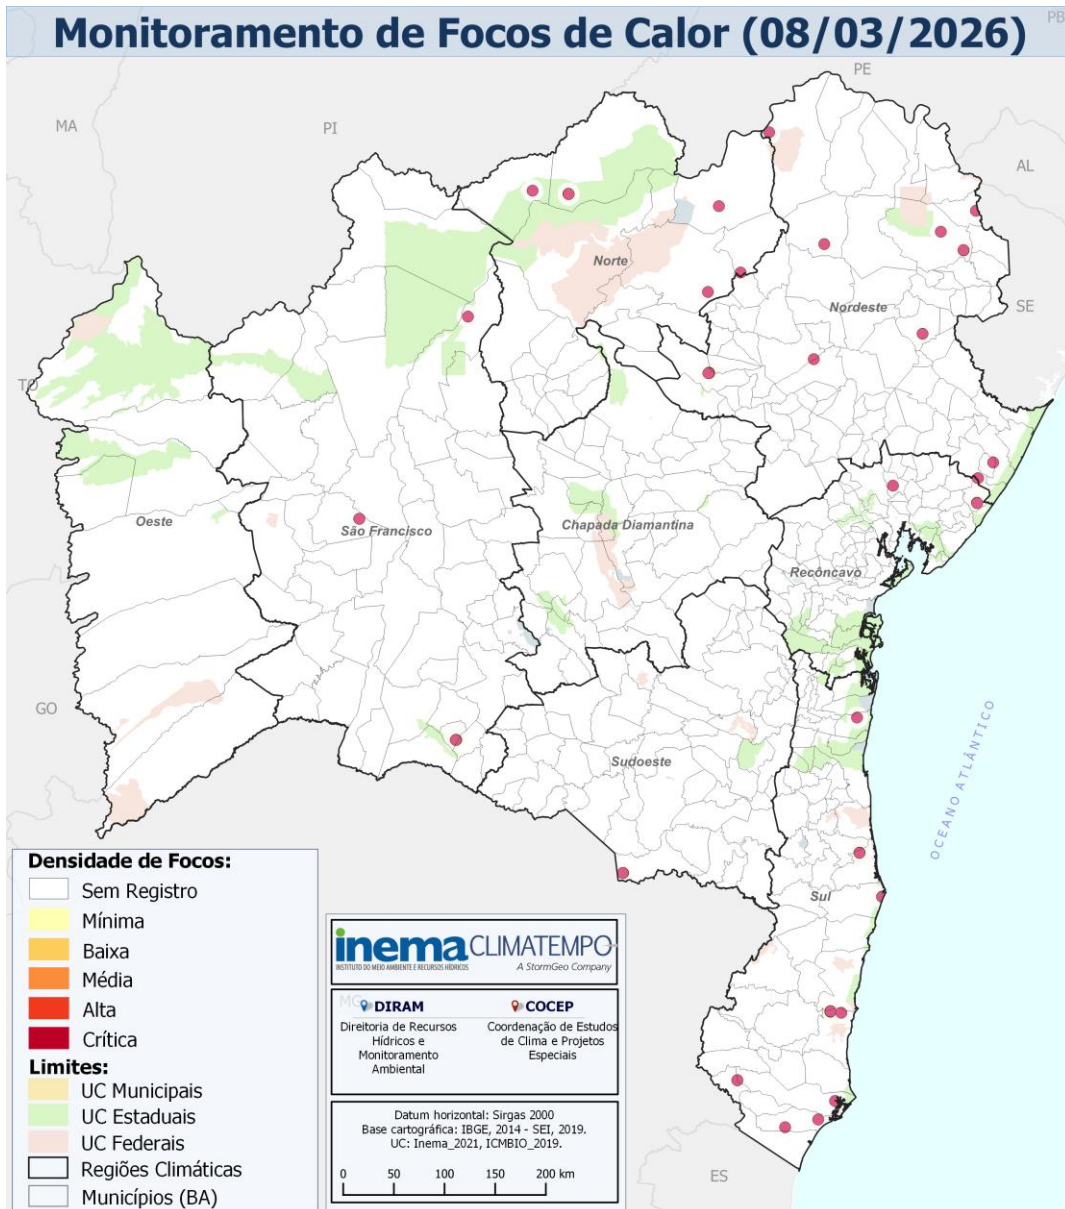 Monitoramento de Focos de Calor (08/03/2026)
PB
PE
MA
PI
AL
Norte
Nordeste
SE
TO
Oeste
São Francisco
Chapada Diamantina
Recôncavo
GO
Sudoeste
OCEANO ATLÂNTICO
Sul
Densidade de Focos:
Sem Registro
Mínima
Baixa
Média
Alta
Crítica
Limites:
UC Municipais
UC Estaduais
UC Federais
Regiões Climáticas
Municípios (BA)
inema CLIMATEMPO
INSTITUTO DO MEIO AMBIENTE E RECURSOS HÍDRICOS
A StormGeo Company
MG
DIRAM
Direitoria de Recursos
Hídricos e
Monitoramento
Ambiental
COCEP
Coordenação de Estudos
de Clima e Projetos
Especiais
Datum horizontal: Sirgas 2000
Base cartográfica: IBGE, 2014 - SEI, 2019.
UC: Inema_2021, ICMBIO_2019.
0 50 100 150 200 km
ES